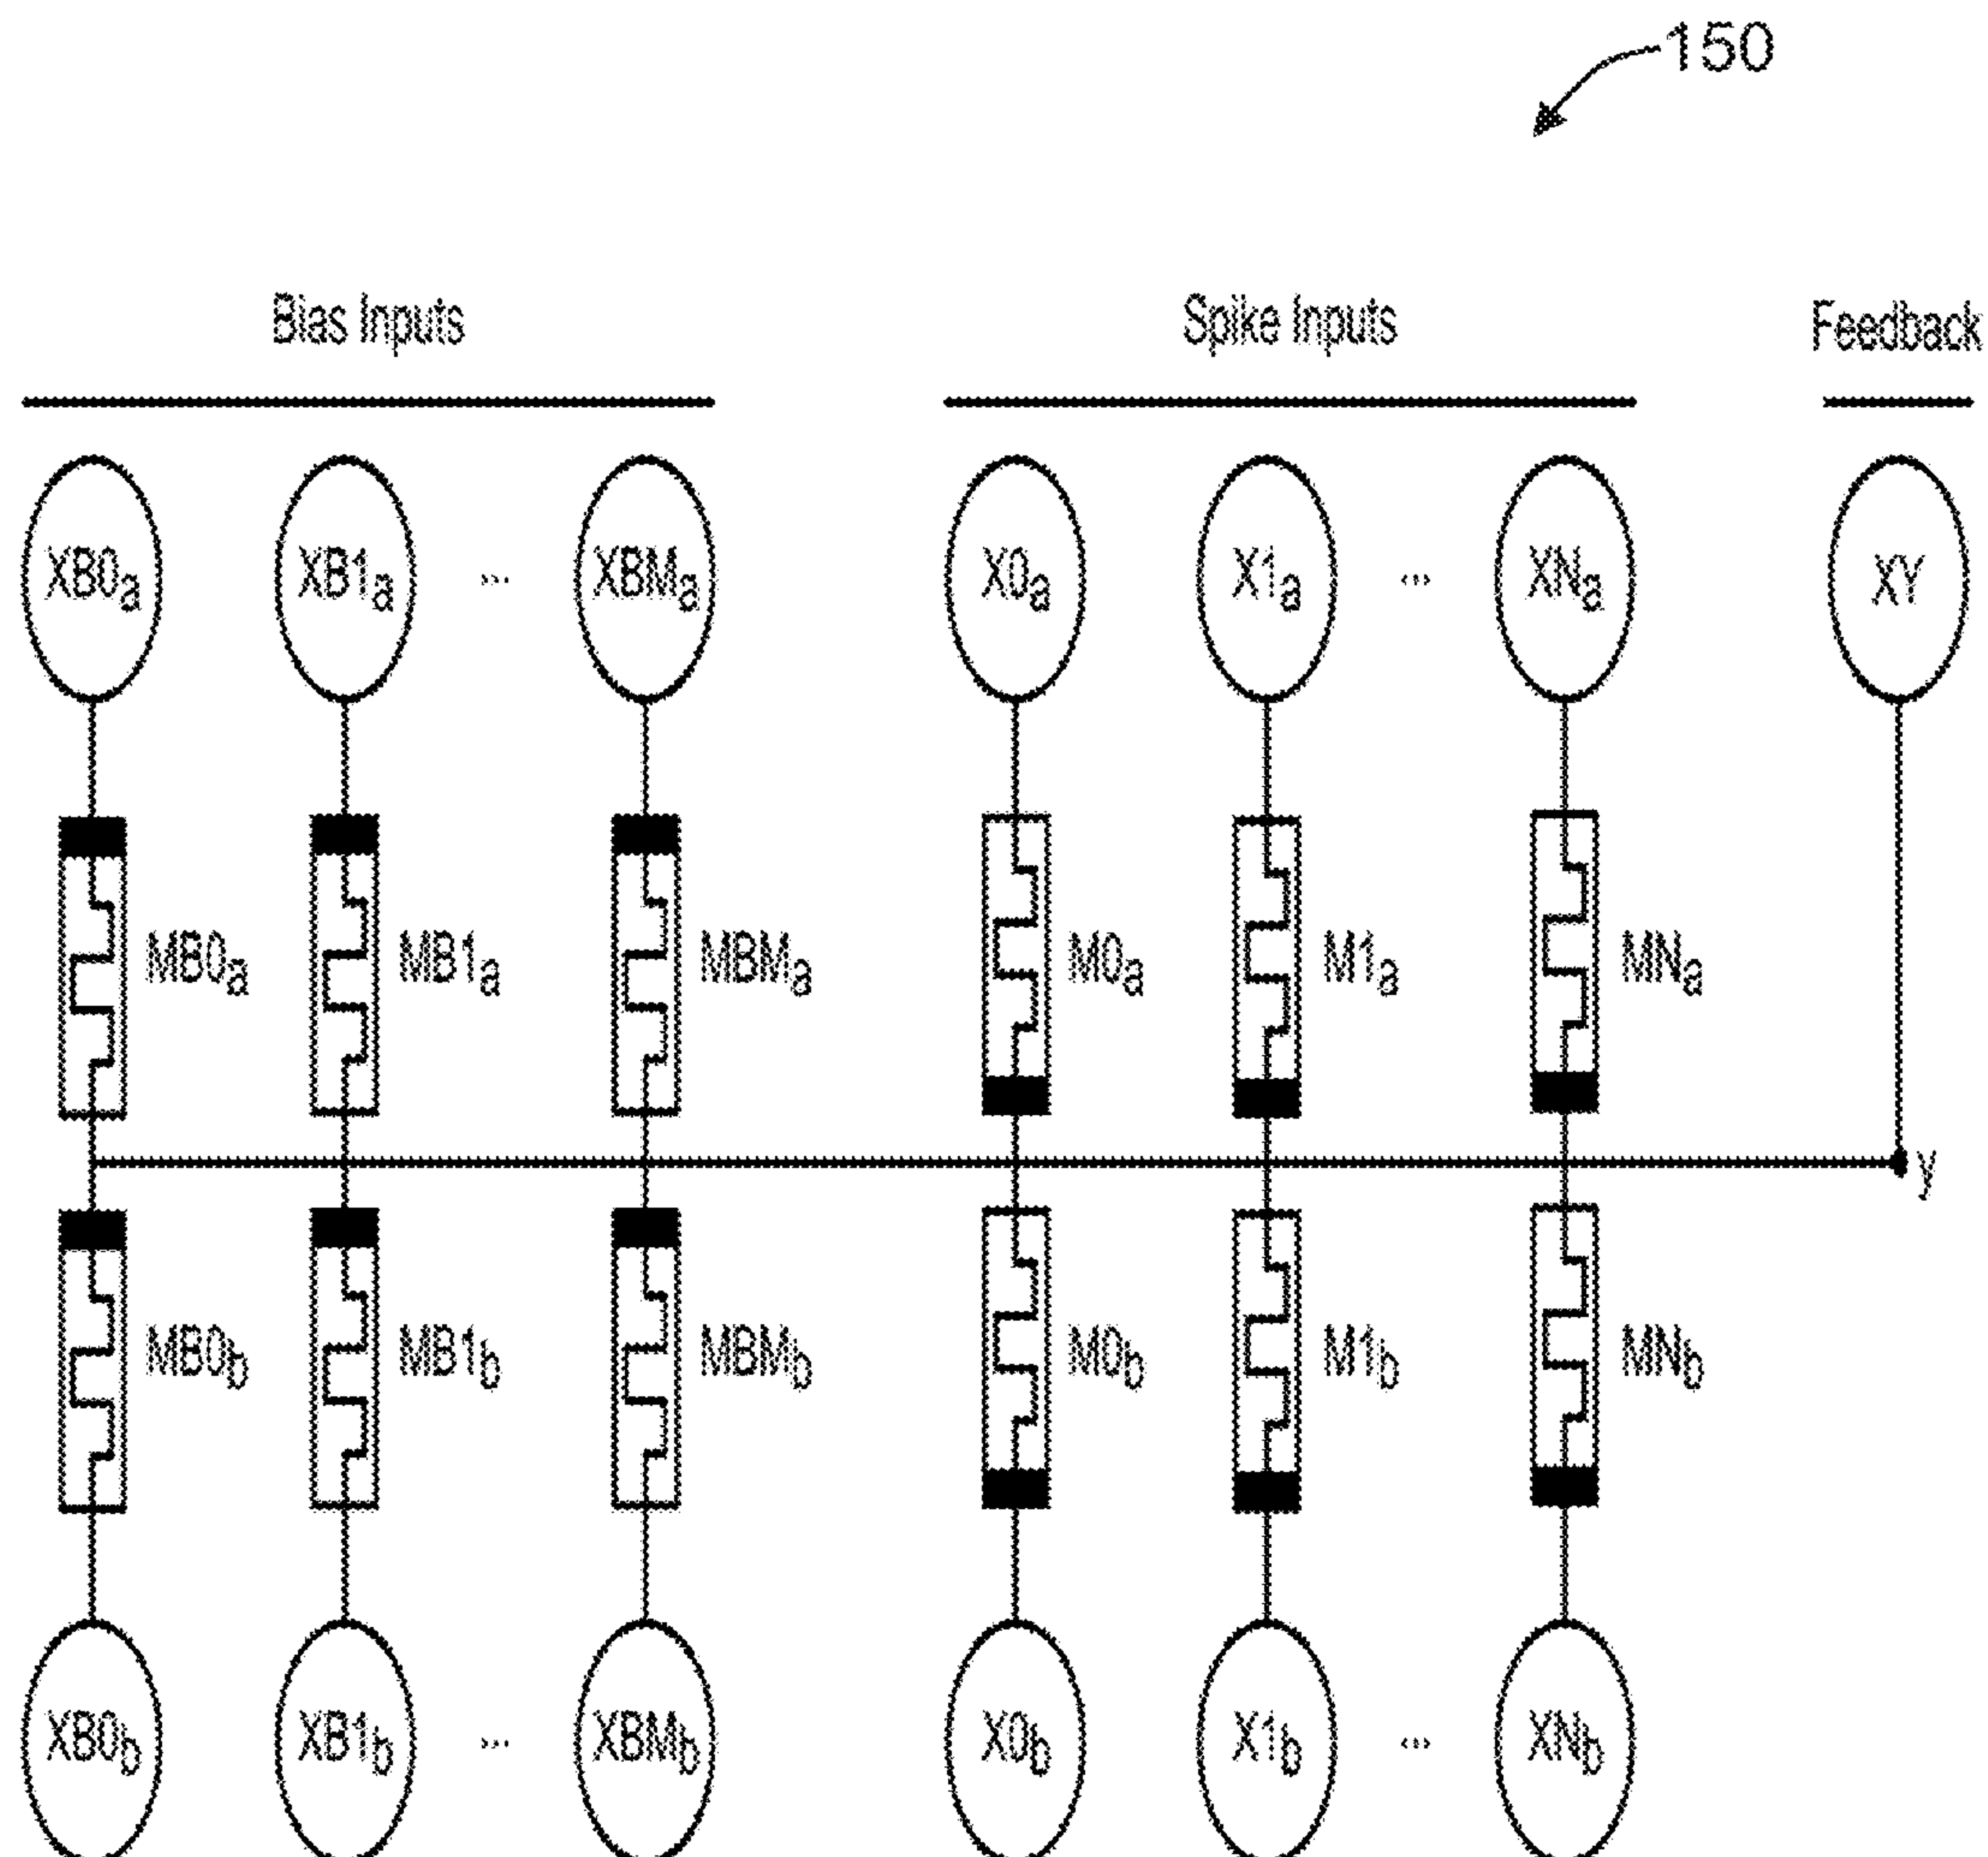 150
Bias Inputs Spike Inputs Feedback
XB0a XB1a ... XBMa X0a X1a ... XNa XY
MB0a MB1a MBMa M0a M1a MNa
y
MB0b MB1b MBMb M0b M1b MNb
XB0b XB1b ... XBMb X0b X1b ... XNb